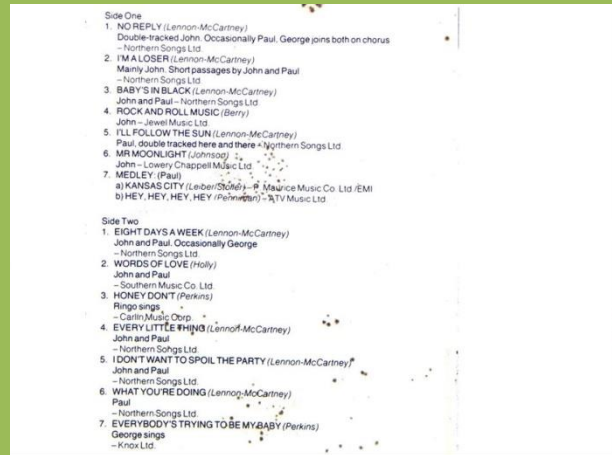 Side One
1. NO REPLY (Lennon-McCartney)
Double-tracked John. Occasionally Paul, George joins both on chorus
– Northern Songs Ltd.
2. I'M A LOSER (Lennon-McCartney)
Mainly John. Short passages by John and Paul
– Northern Songs Ltd.
3. BABY'S IN BLACK (Lennon-McCartney)
John and Paul – Northern Songs Ltd.
4. ROCK AND ROLL MUSIC (Berry)
John – Jewel Music Ltd.
5. I'LL FOLLOW THE SUN (Lennon-McCartney)
Paul, double tracked here and there – Northern Songs Ltd
6. MR MOONLIGHT (Johnson)
John – Lowery Chappell Music Ltd.
7. MEDLEY: (Paul)
a) KANSAS CITY (Leiber/Stoller) – P. Maurice Music Co. Ltd /EMI
b) HEY, HEY, HEY, HEY (Penniman) – ATV Music Ltd
Side Two
1. EIGHT DAYS A WEEK (Lennon-McCartney)
John and Paul. Occasionally George
– Northern Songs Ltd.
2. WORDS OF LOVE (Holly)
John and Paul
– Southern Music Co. Ltd.
3. HONEY DON'T (Perkins)
Ringo sings
– Carlin Music Corp.
4. EVERY LITTLE THING (Lennon-McCartney)
John and Paul
– Northern Songs Ltd.
5. I DON'T WANT TO SPOIL THE PARTY (Lennon-McCartney)
John and Paul
– Northern Songs Ltd.
6. WHAT YOU'RE DOING (Lennon-McCartney)
Paul
– Northern Songs Ltd.
7. EVERYBODY'S TRYING TO BE MY BABY (Perkins)
George sings
– Knox Ltd.